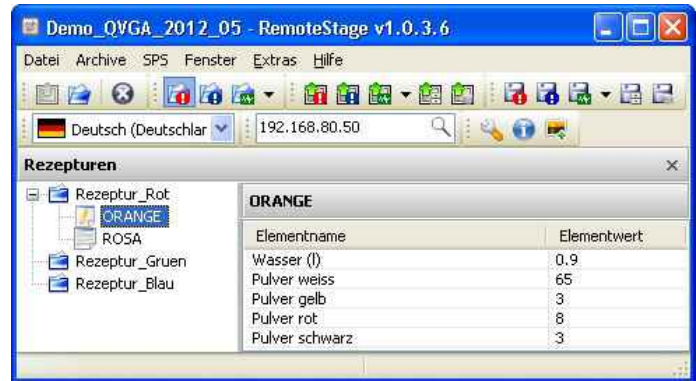 Demo_QVGA_2012_05 - RemoteStage v1.0.3.6
Datei Archive SPS Fenster Extras Hilfe
Deutsch (Deutschlar 192.168.80.50
Rezepturen
Rezeptur_Rot
ORANGE
ROSA
Rezeptur_Gruen
Rezeptur_Blau
ORANGE
Elementname Elementwert
Wasser (l) 0.9
Pulver weiss 65
Pulver gelb 3
Pulver rot 8
Pulver schwarz 3